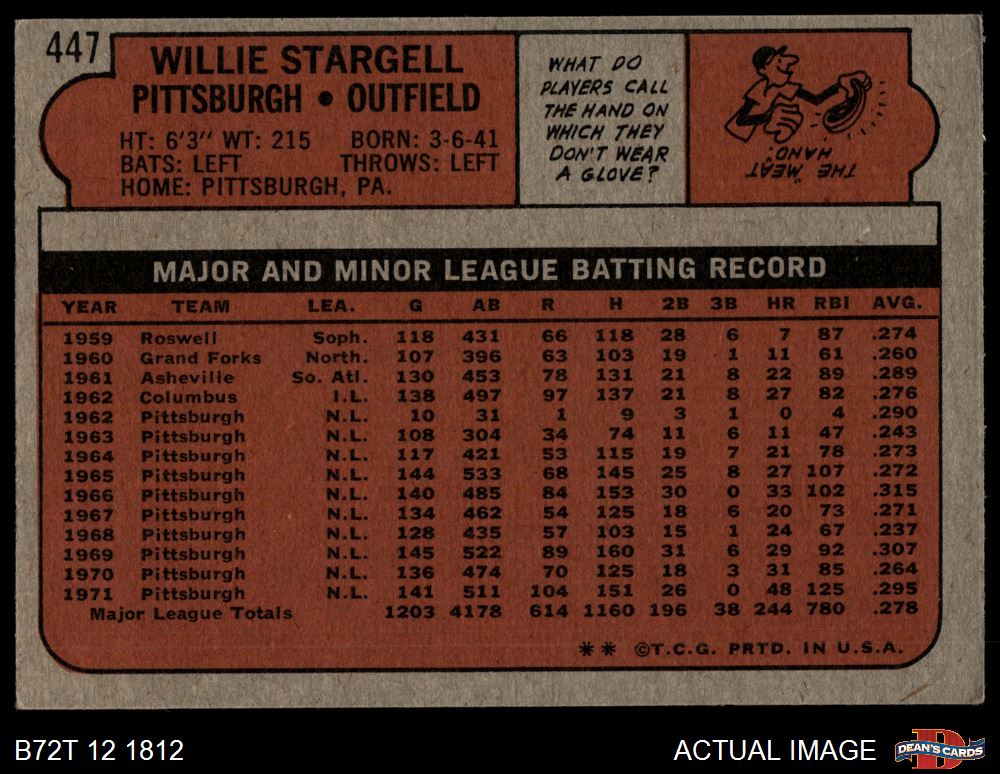 447
WILLIE STARGELL
PITTSBURGH • OUTFIELD
HT: 6'3" WT: 215 BORN: 3-6-41
BATS: LEFT THROWS: LEFT
HOME: PITTSBURGH, PA.
WHAT DO
PLAYERS CALL
THE HAND ON
WHICH THEY
DON'T WEAR
A GLOVE?
THE "MEAT
HAND."
MAJOR AND MINOR LEAGUE BATTING RECORD
YEAR TEAM LEA. G AB R H 2B 3B HR RBI AVG.
1959 Roswell Soph. 118 431 66 118 28 6 7 87 .274
1960 Grand Forks North. 107 396 63 103 19 1 11 61 .260
1961 Asheville So. Atl. 130 453 78 131 21 8 22 89 .289
1962 Columbus I.L. 138 497 97 137 21 8 27 82 .276
1962 Pittsburgh N.L. 10 31 1 9 3 1 0 4 .290
1963 Pittsburgh N.L. 108 304 34 74 11 6 11 47 .243
1964 Pittsburgh N.L. 117 421 53 115 19 7 21 78 .273
1965 Pittsburgh N.L. 144 533 68 145 25 8 27 107 .272
1966 Pittsburgh N.L. 140 485 84 153 30 0 33 102 .315
1967 Pittsburgh N.L. 134 462 54 125 18 6 20 73 .271
1968 Pittsburgh N.L. 128 435 57 103 15 1 24 67 .237
1969 Pittsburgh N.L. 145 522 89 160 31 6 29 92 .307
1970 Pittsburgh N.L. 136 474 70 125 18 3 31 85 .264
1971 Pittsburgh N.L. 141 511 104 151 26 0 48 125 .295
Major League Totals 1203 4178 614 1160 196 38 244 780 .278
** ©T.C.G. PRTD. IN U.S.A.
B72T 12 1812
ACTUAL IMAGE
D
DEAN'S CARDS